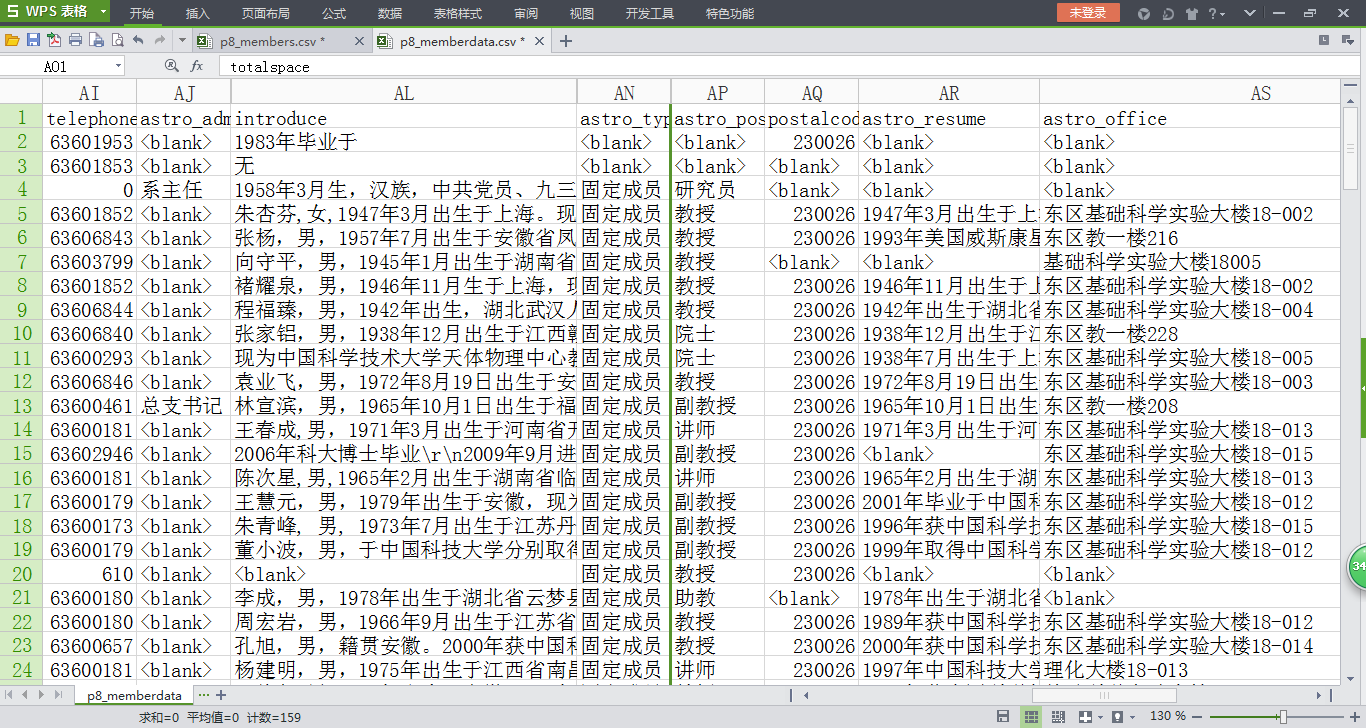 WPS 表格 开始 插入 页面布局 公式 数据 表格样式 审阅 视图 开发工具 特色功能 未登录
p8_members.csv * p8_memberdata.csv *
AO1 fx totalspace
AI AJ AL AN AP AQ AR AS
1 telephone astro_adm introduce astro_typ astro_pos postalcod astro_resume astro_office
2 63601953 <blank> 1983年毕业于 <blank> <blank> 230026 <blank> <blank>
3 63601853 <blank> 无 <blank> <blank> <blank> <blank> <blank>
4 0 系主任 1958年3月生，汉族，中共党员、九三 固定成员 研究员 <blank> <blank> <blank>
5 63601852 <blank> 朱杏芬,女,1947年3月出生于上海。现 固定成员 教授 230026 1947年3月出生于上 东区基础科学实验大楼18-002
6 63606843 <blank> 张杨，男，1957年7月出生于安徽省凤 固定成员 教授 230026 1993年美国威斯康星 东区教一楼216
7 63603799 <blank> 向守平，男，1945年1月出生于湖南省 固定成员 教授 <blank> <blank> 基础科学实验大楼18005
8 63601852 <blank> 褚耀泉，男，1946年11月生于上海，现 固定成员 教授 230026 1946年11月出生于上 东区基础科学实验大楼18-002
9 63606844 <blank> 程福臻，男，1942年出生，湖北武汉人 固定成员 教授 230026 1942年出生于湖北省 东区基础科学实验大楼18-004
10 63606840 <blank> 张家铝，男，1938年12月出生于江西 固定成员 院士 230026 1938年12月出生于江 东区教一楼228
11 63600293 <blank> 现为中国科学技术大学天体物理中心教 固定成员 院士 230026 1938年7月出生于上 东区基础科学实验大楼18-005
12 63606846 <blank> 袁业飞，男，1972年8月19日出生于安 固定成员 教授 230026 1972年8月19日出生 东区基础科学实验大楼18-003
13 63600461 总支书记 林宣滨，男，1965年10月1日出生于福 固定成员 副教授 230026 1965年10月1日出生 东区教一楼208
14 63600181 <blank> 王春成,男，1971年3月出生于河南省开 固定成员 讲师 230026 1971年3月出生于河 东区基础科学实验大楼18-013
15 63602946 <blank> 2006年科大博士毕业\r\n2009年9月进 固定成员 副教授 230026 <blank> 东区基础科学实验大楼18-015
16 63600181 <blank> 陈次星,男,1965年2月出生于湖南省临 固定成员 讲师 230026 1965年2月出生于湖 东区基础科学实验大楼18-013
17 63600179 <blank> 王慧元，男，1979年出生于安徽，现为 固定成员 副教授 230026 2001年毕业于中国科 东区基础科学实验大楼18-012
18 63600173 <blank> 朱青峰，男, 1973年7月出生于江苏丹 固定成员 副教授 230026 1996年获中国科学技 东区基础科学实验大楼18-015
19 63600179 <blank> 董小波，男，于中国科技大学分别取得 固定成员 副教授 230026 1999年取得中国科学 东区基础科学实验大楼18-012
20 610 <blank> <blank> 固定成员 教授 230026 <blank> <blank>
21 63600180 <blank> 李成，男，1978年出生于湖北省云梦县 固定成员 助教 <blank> 1978年出生于湖北省 <blank>
22 63600180 <blank> 周宏岩，男，1966年9月出生于江苏省 固定成员 教授 230026 1989年获中国科学技 东区基础科学实验大楼18-012
23 63600657 <blank> 孔旭，男，籍贯安徽。2000年获中国科 固定成员 教授 230026 2000年获中国科学技 东区基础科学实验大楼18-014
24 63600181 <blank> 杨建明，男，1975年出生于江西省南昌 固定成员 讲师 230026 1997年中国科技大学 理化大楼18-013
34
p8_memberdata ···
求和=0 平均值=0 计数=159 130 %